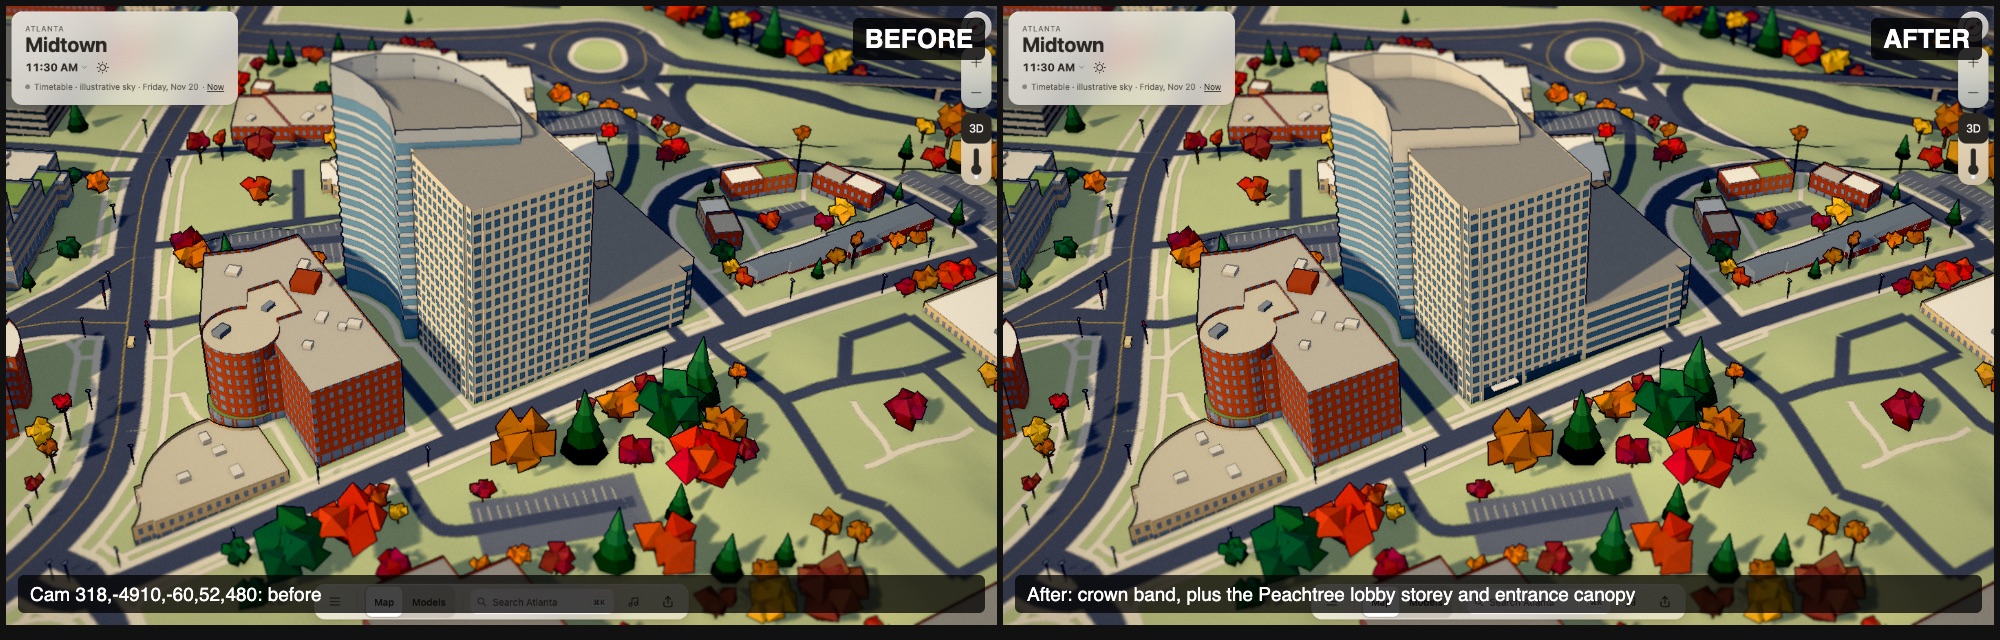 ATLANTA
Midtown
11:30 AM
Timetable · illustrative sky · Friday, Nov 20 · Now
BEFORE
+
−
3D
Cam 318,-4910,-60,52,480: before
Map
Models
Search Atlanta
⌘K
ATLANTA
Midtown
11:30 AM
Timetable · illustrative sky · Friday, Nov 20 · Now
AFTER
+
−
3D
After: crown band, plus the Peachtree lobby storey and entrance canopy
Search Atlanta